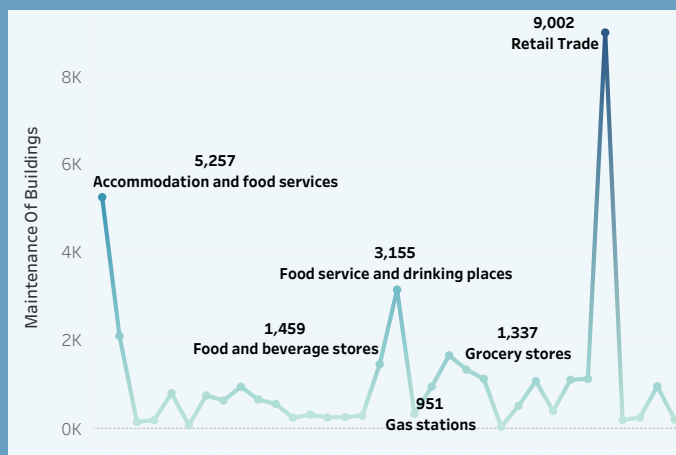 9,002
Retail Trade
8K
6K
5,257
Accommodation and food services
4K
3,155
Food service and drinking places
2K
1,459
Food and beverage stores
1,337
Grocery stores
951
Gas stations
0K
Maintenance Of Buildings